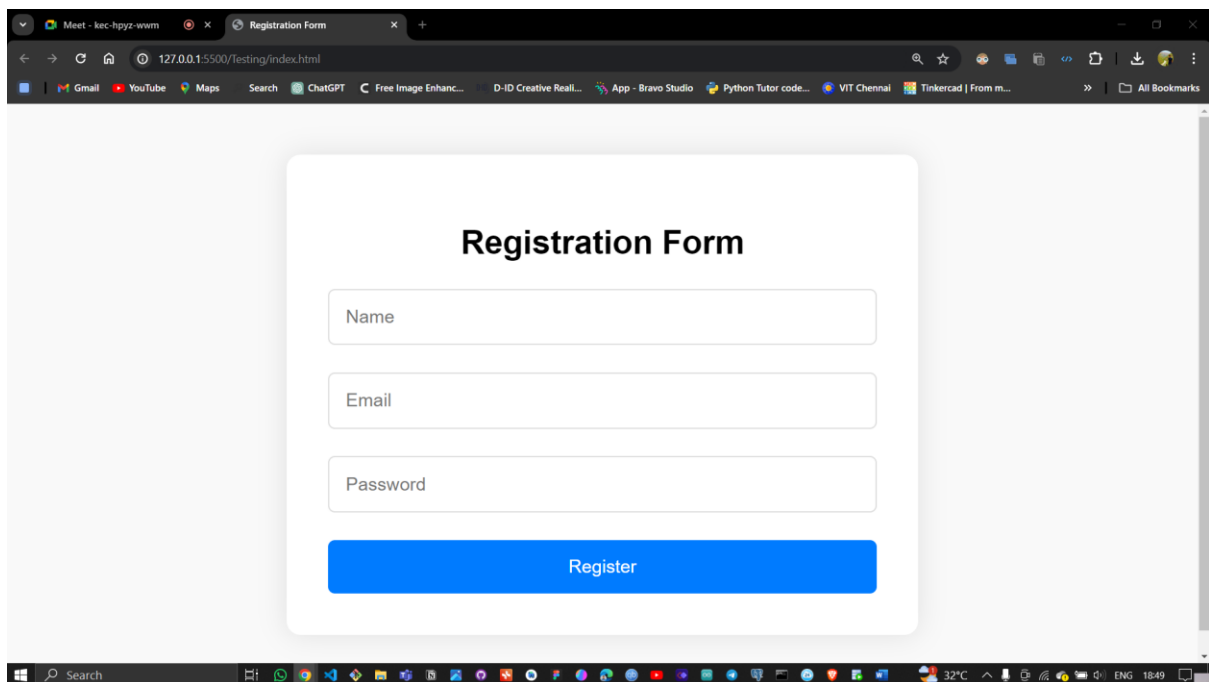 Meet - kec-hpyz-wwm
Registration Form
127.0.0.1:5500/Testing/index.html
Gmail YouTube Maps Search ChatGPT Free Image Enhanc... D-ID Creative Reali... App - Bravo Studio Python Tutor code... VIT Chennai Tinkercad | From m... » All Bookmarks
Registration Form
Name
Email
Password
Register
Search 32°C ENG 18:49